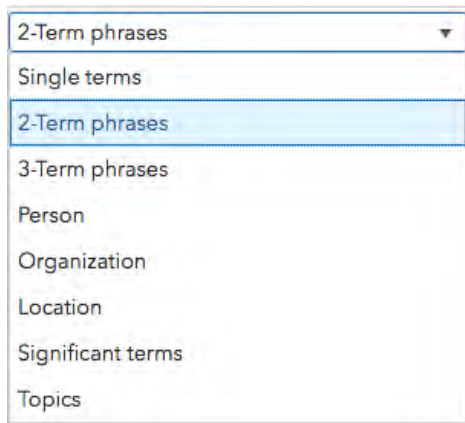 2-Term phrases
Single terms
2-Term phrases
3-Term phrases
Person
Organization
Location
Significant terms
Topics